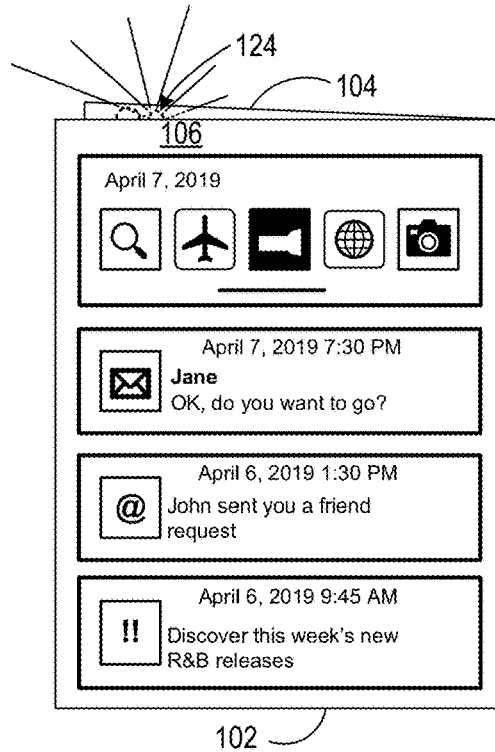 124
104
106
April 7, 2019
April 7, 2019 7:30 PM
Jane
OK, do you want to go?
April 6, 2019 1:30 PM
@
John sent you a friend
request
April 6, 2019 9:45 AM
!!
Discover this week's new
R&B releases
102